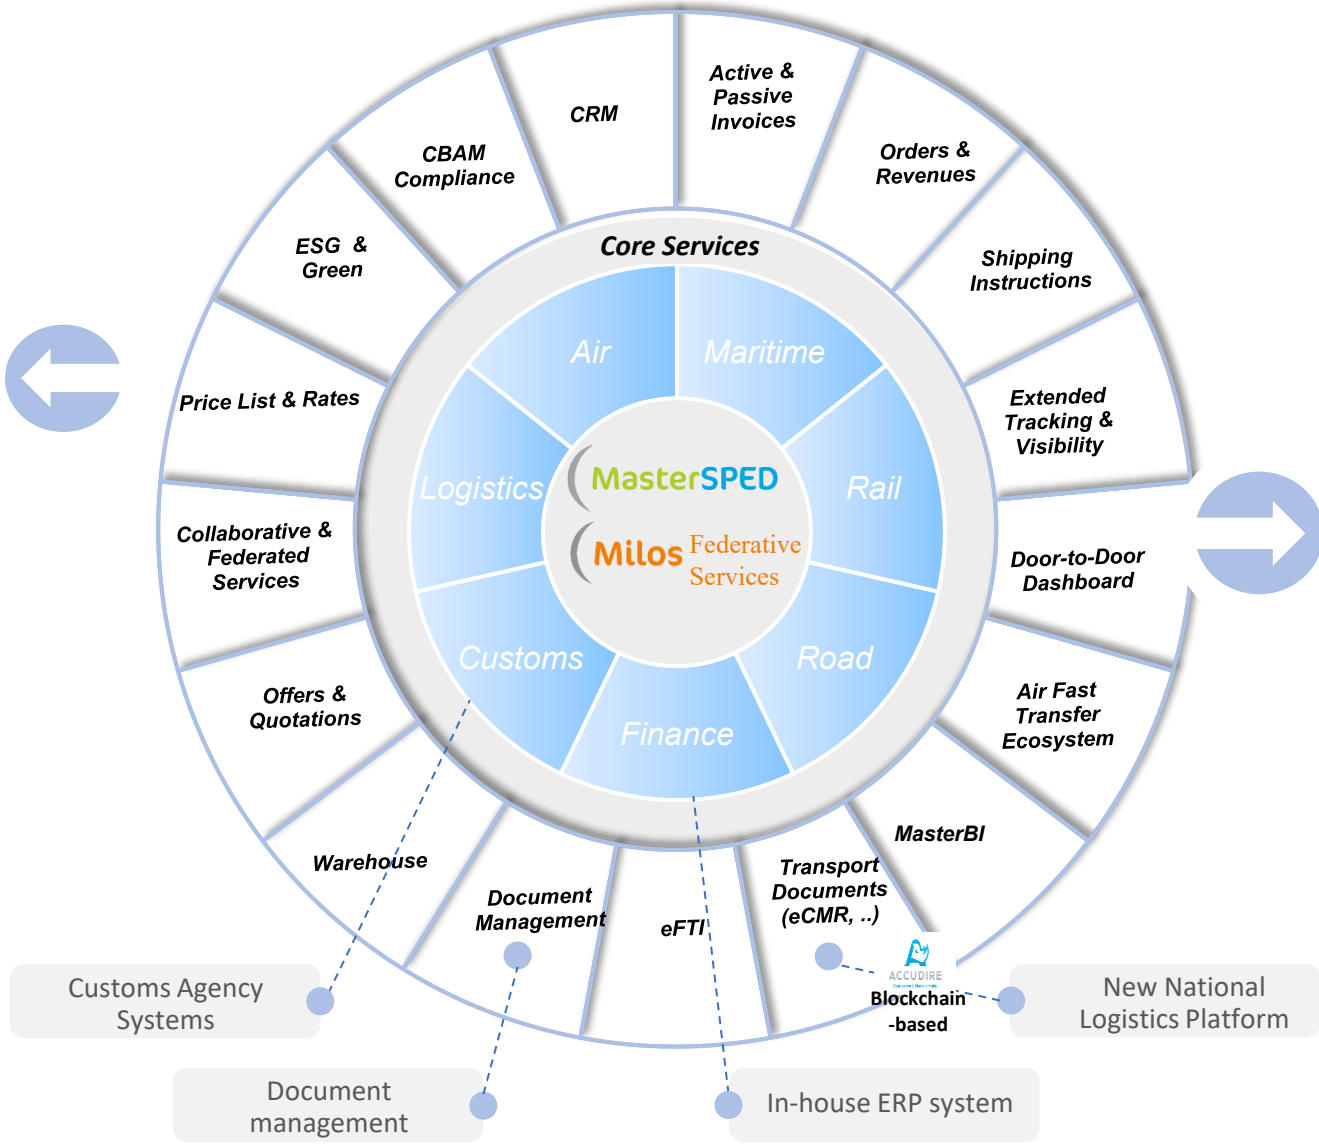 CRM
Active &
Passive
Invoices
Orders &
Revenues
Shipping
Instructions
Extended
Tracking &
Visibility
Door-to-Door
Dashboard
Air Fast
Transfer
Ecosystem
MasterBI
Transport
Documents
(eCMR, ..)
eFTI
Document
Management
Warehouse
Offers &
Quotations
Collaborative &
Federated
Services
Price List & Rates
ESG &
Green
CBAM
Compliance
Core Services
Air
Maritime
Rail
Road
Finance
Customs
Logistics
MasterSPED
Milos Federative
Services
ACCUDIRE
Blockchain
-based
Customs Agency
Systems
Document
management
In-house ERP system
New National
Logistics Platform